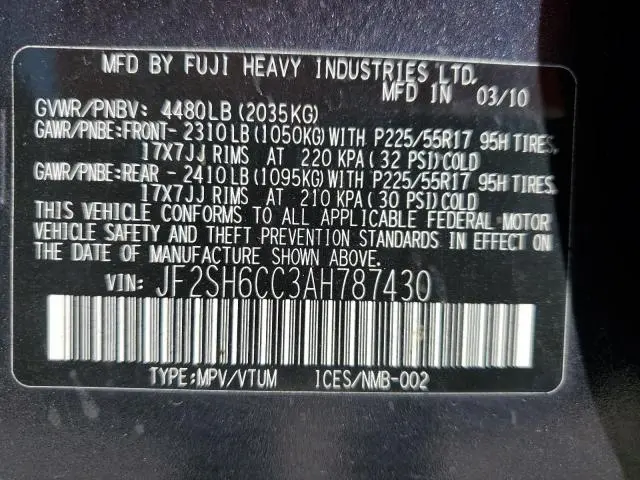 MFD BY FUJI HEAVY INDUSTRIES LTD.
MFD IN 03/10
GVWR/PNBV: 4480LB (2035KG)
GAWR/PNBE:FRONT- 2310LB(1050KG)WITH P225/55R17 95H TIRES,
17X7JJ RIMS AT 220 KPA( 32 PSI)COLD
GAWR/PNBE:REAR - 2410LB(1095KG)WITH P225/55R17 95H TIRES,
17X7JJ RIMS AT 210 KPA( 30 PSI)COLD
THIS VEHICLE CONFORMS TO ALL APPLICABLE FEDERAL MOTOR
VEHICLE SAFETY AND THEFT PREVENTION STANDARDS IN EFFECT ON
THE DATE OF MANUFACTURE SHOWN ABOVE.
VIN: JF2SH6CC3AH787430
TYPE:MPV/VTUM ICES/NMB-002